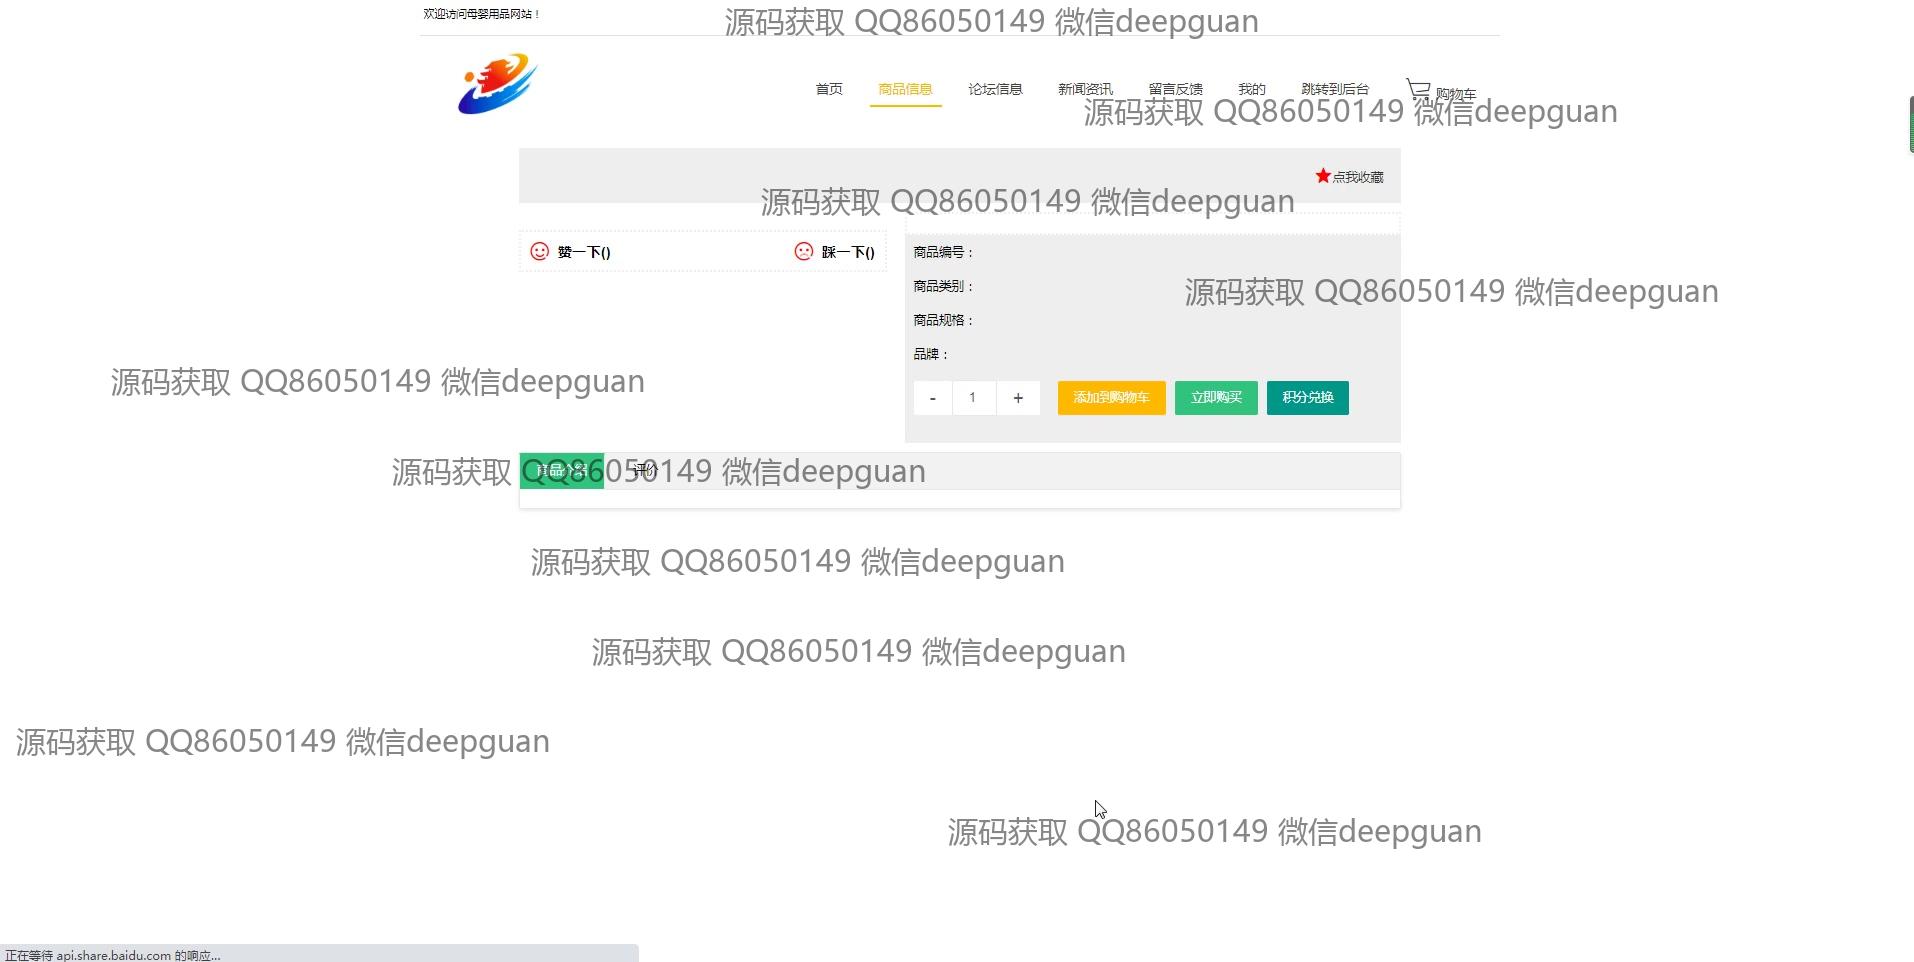 欢迎访问母婴用品网站！
源码获取 QQ86050149 微信deepguan
首页 商品信息 论坛信息 新闻资讯 留言反馈 我的 跳转到后台 购物车
源码获取 QQ86050149 微信deepguan
点我收藏
源码获取 QQ86050149 微信deepguan
赞一下() 踩一下()
商品编号：
商品类别：
源码获取 QQ86050149 微信deepguan
商品规格：
品牌：
源码获取 QQ86050149 微信deepguan
- 1 + 添加到购物车 立即购买 积分兑换
商品介绍 评价
源码获取 QQ86050149 微信deepguan
源码获取 QQ86050149 微信deepguan
源码获取 QQ86050149 微信deepguan
源码获取 QQ86050149 微信deepguan
源码获取 QQ86050149 微信deepguan
正在等待 api.share.baidu.com 的响应...